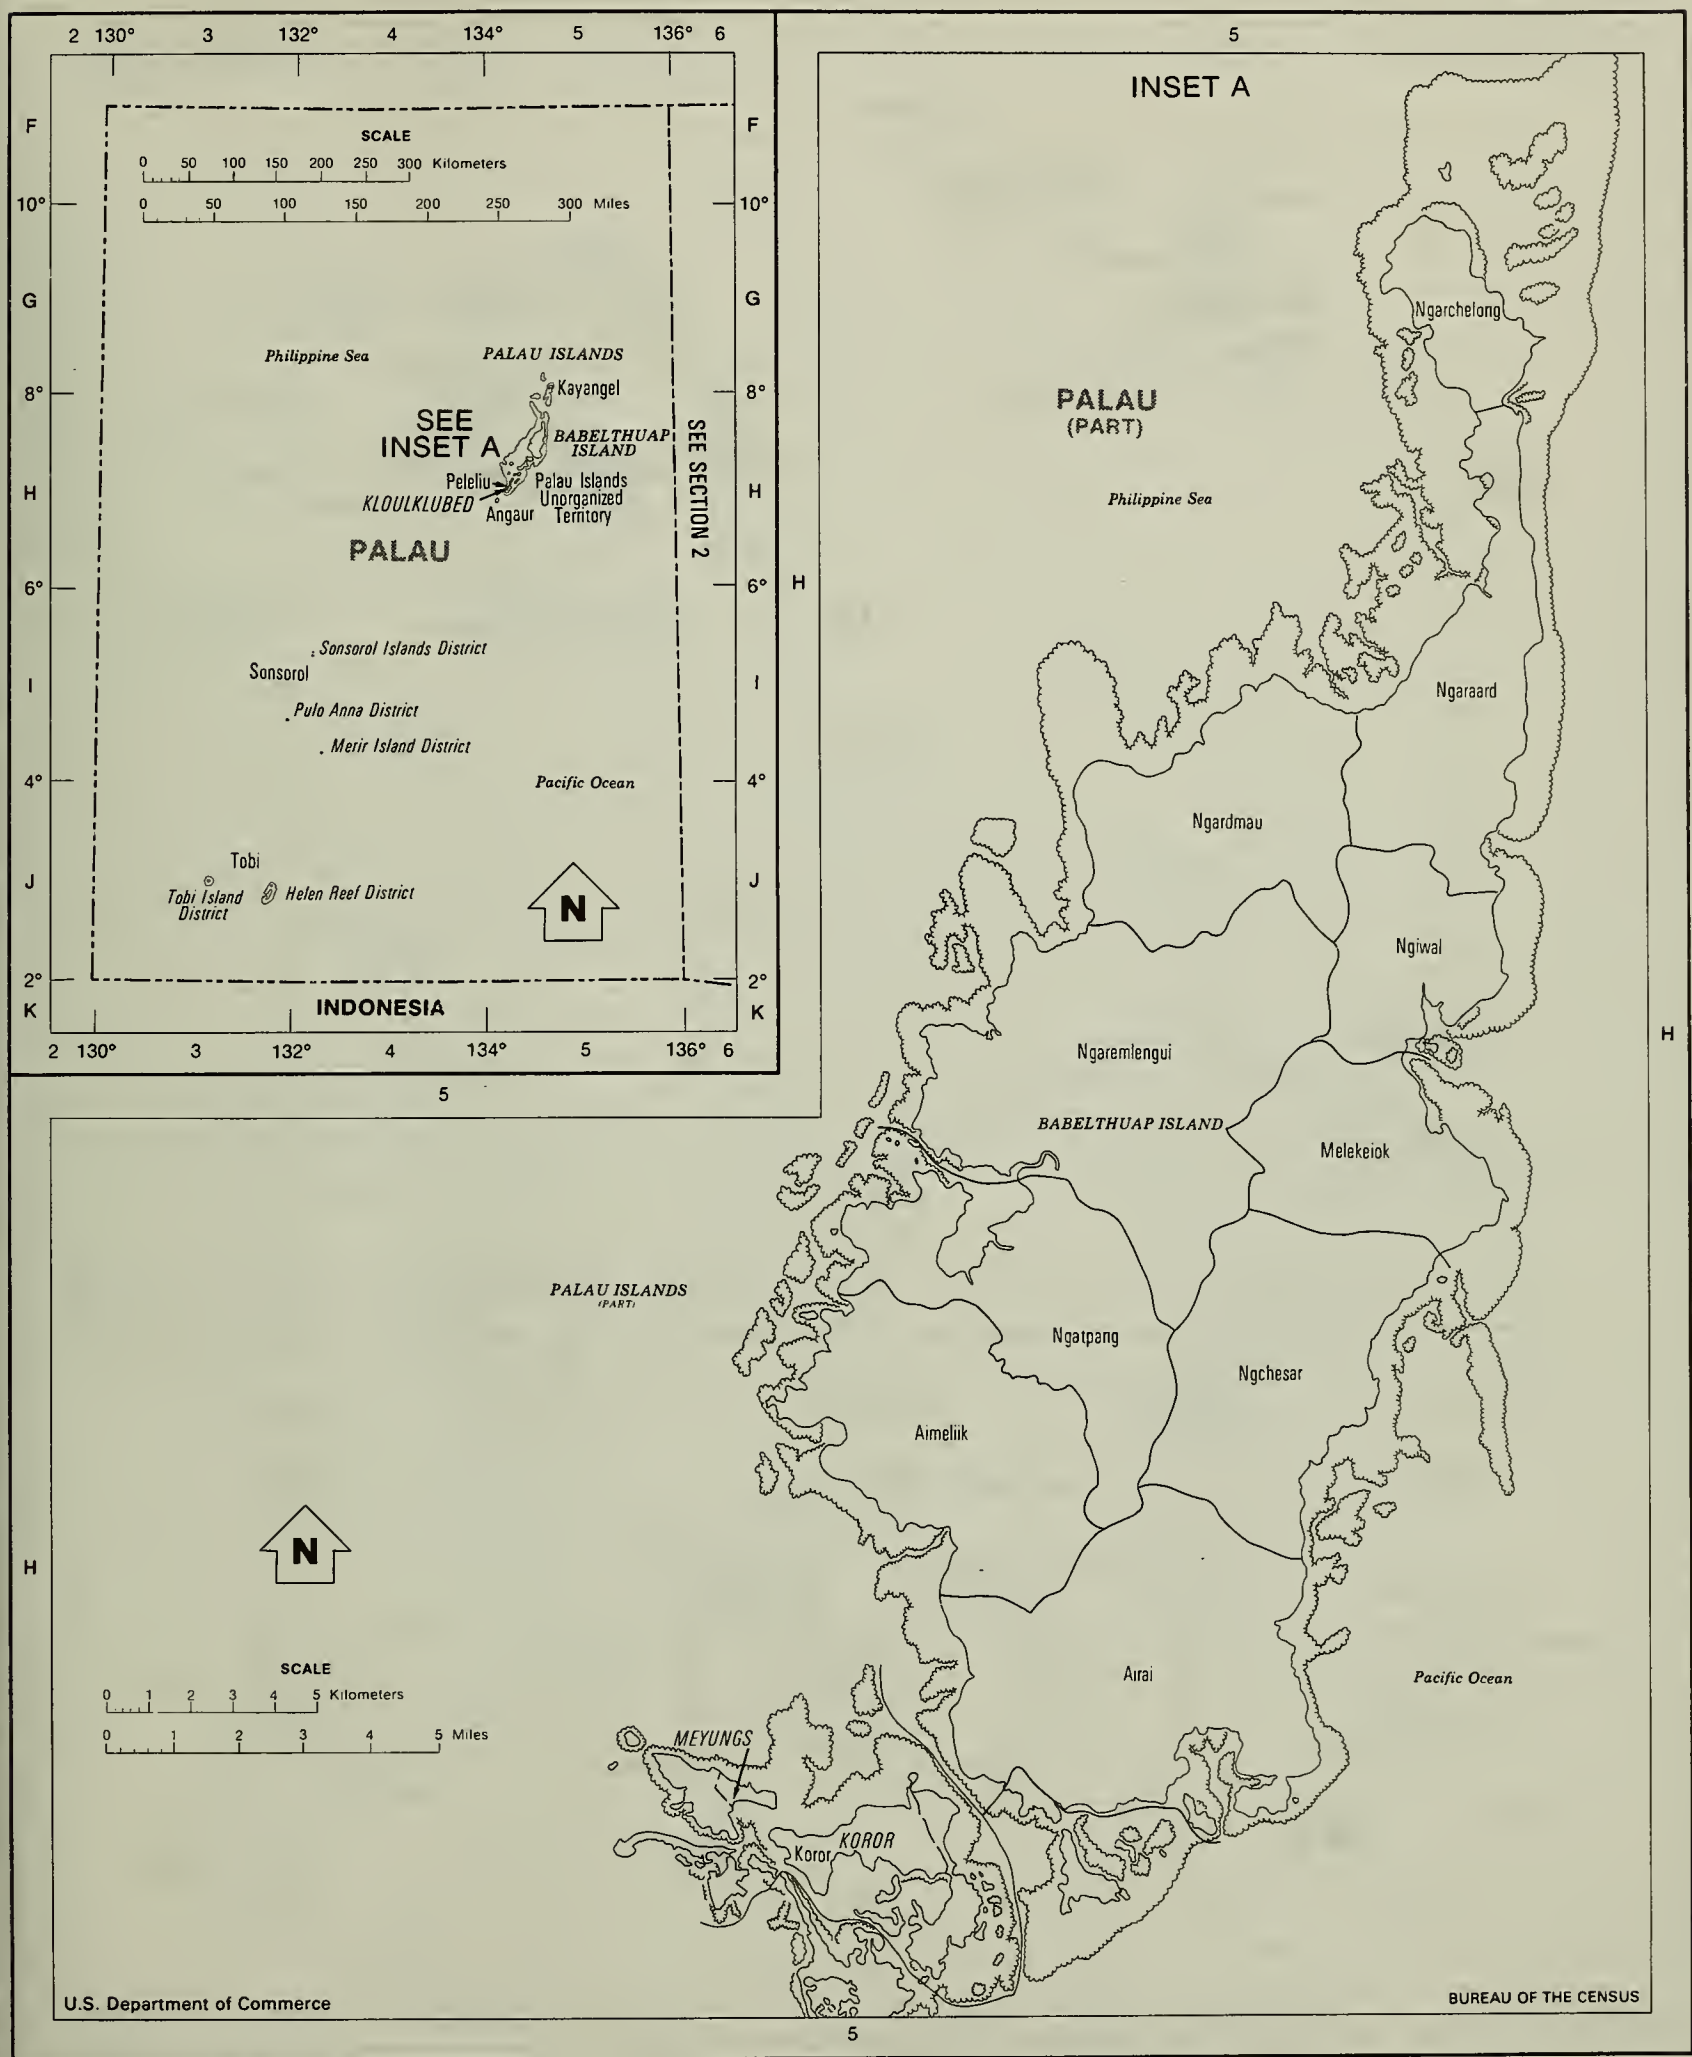 2 130° 3 132° 4 134° 5 136° 6
F
F
SCALE
0 50 100 150 200 250 300 Kilometers
0 50 100 150 200 250 300 Miles
10°
10°
G
G
Philippine Sea
PALAU ISLANDS
8°
Kayangel
8°
SEE
INSET A
BABELTHUAP
ISLAND
SEE SECTION 2
H
Peleliu
Palau Islands
Unorganized
Territory
H
KLOULKLUBED
Angaur
PALAU
6°
6°
Sonsorol Islands District
Sonsorol
I
I
Pulo Anna District
Merir Island District
4°
Pacific Ocean
4°
Tobi
J
J
Tobi Island
District
Helen Reef District
N
2°
2°
K
INDONESIA
K
2 130° 3 132° 4 134° 5 136° 6
5
5
INSET A
Ngarchelong
PALAU
(PART)
Philippine Sea
H
Ngaraard
Ngardmau
Ngiwal
H
Ngaremlengui
BABELTHUAP ISLAND
Melekeiok
PALAU ISLANDS
(PART)
Ngatpang
Ngchesar
Aimeliik
N
H
SCALE
0 1 2 3 4 5 Kilometers
0 1 2 3 4 5 Miles
Airai
Pacific Ocean
MEYUNGS
KOROR
Koror
U.S. Department of Commerce
BUREAU OF THE CENSUS
5